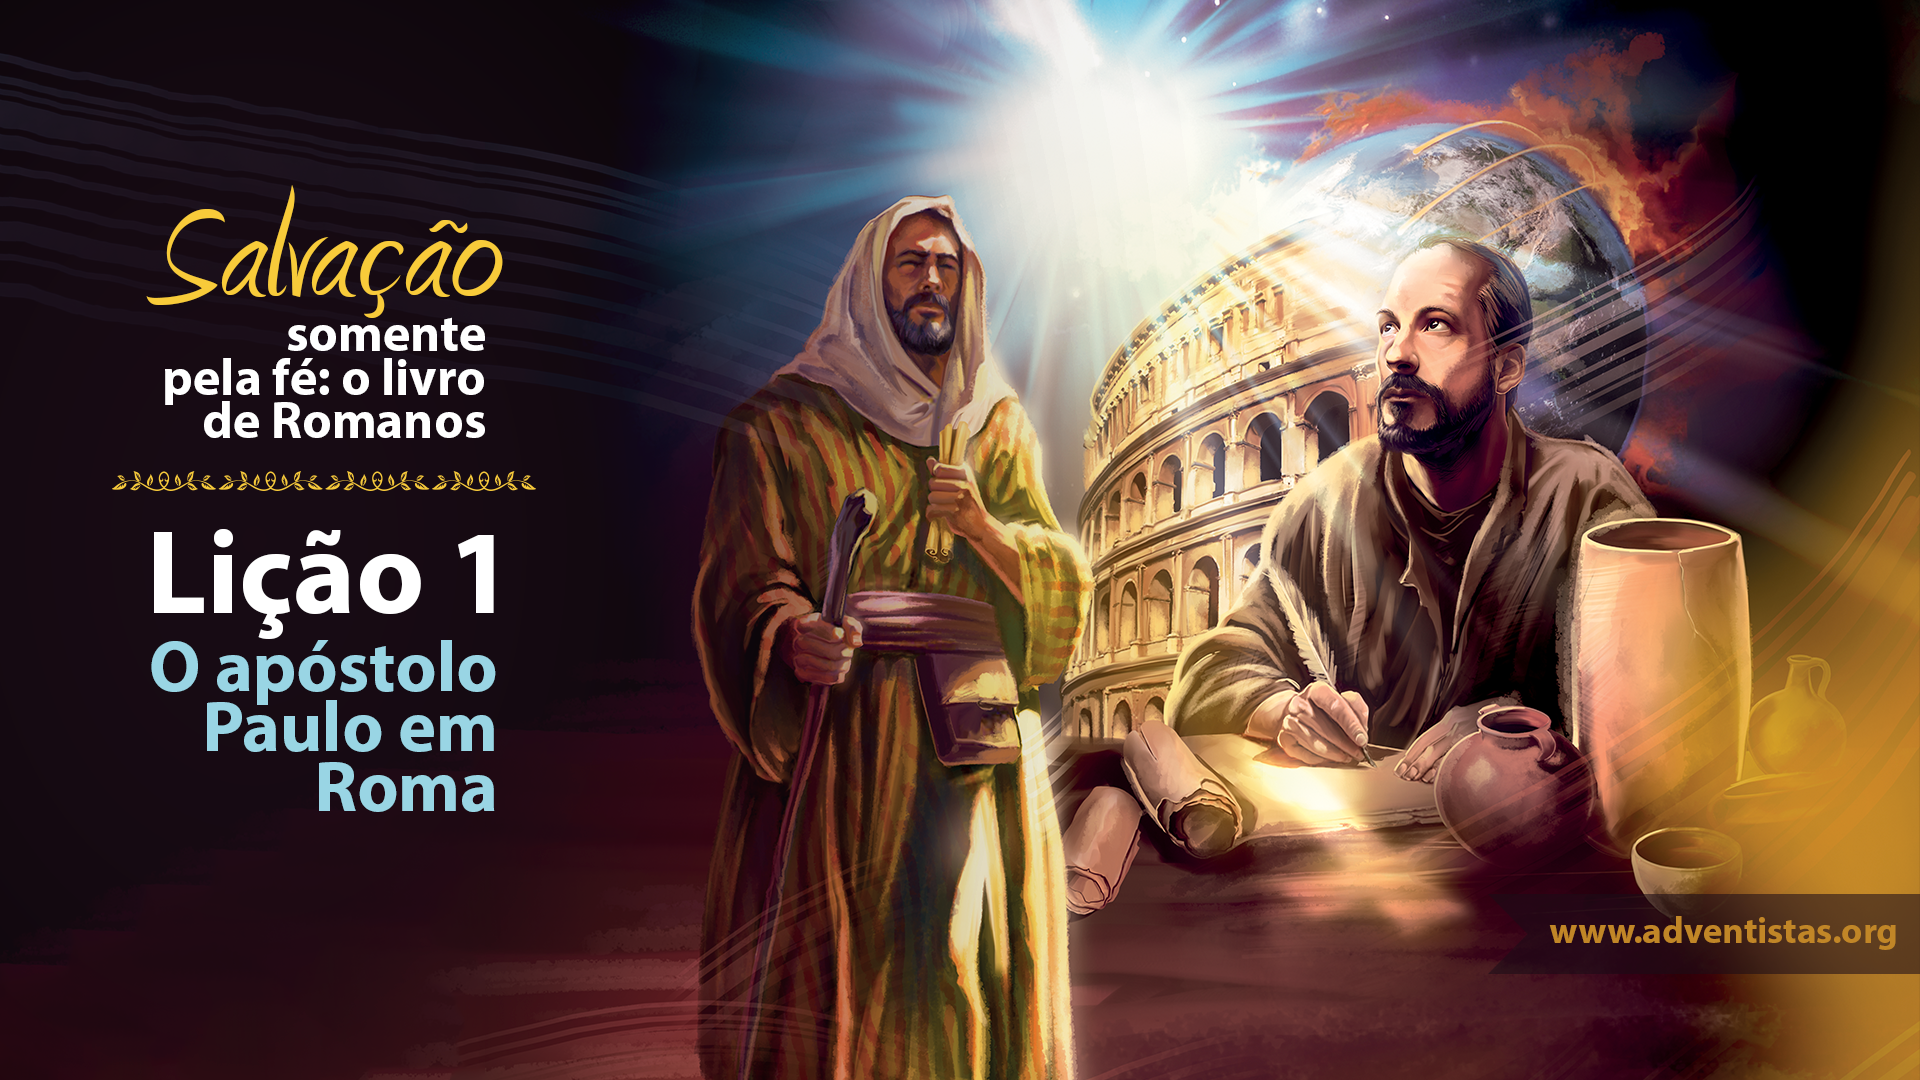 Salvação
somente
pela fé: o livro
de Romanos
Lição 1
O apóstolo
Paulo em
Roma
www.adventistas.org